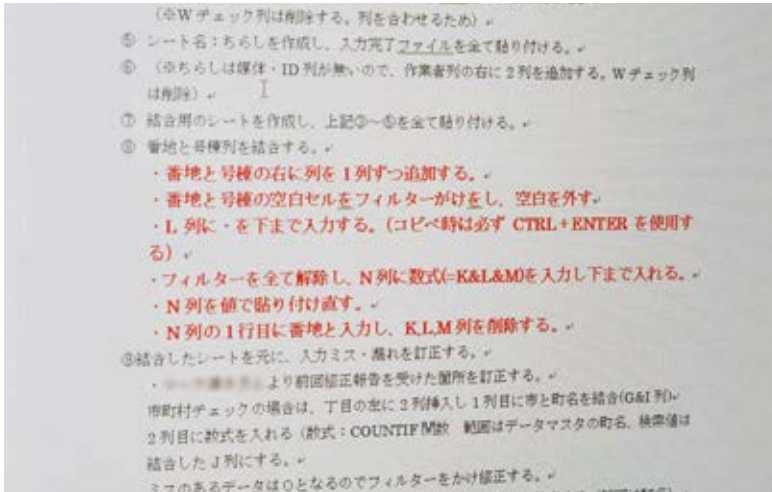 (※Wチェック列は削除する。列を合わせるため)
⑤ シート名：ちらしを作成し、入力完了ファイルを全て貼り付ける。
⑥ (※ちらしは媒体・ID列が無いので、作業者列の右に2列を追加する。Wチェック列
は削除)
⑦ 結合用のシートを作成し、上記③～⑥を全て貼り付ける。
⑧ 番地と号棟列を結合する。
・番地と号棟の右に列を1列ずつ追加する。
・番地と号棟の空白セルをフィルターがけをし、空白を外す
・L列に・を下まで入力する。(コピペ時は必ず CTRL+ENTER を使用す
る)
・フィルターを全て解除し、N列に数式(=K&L&M)を入力し下まで入れる。
・N列を値で貼り付け直す。
・N列の1行目に番地と入力し、K,L,M列を削除する。
⑨結合したシートを元に、入力ミス・漏れを訂正する。
・ より前回修正報告を受けた箇所を訂正する。
市町村チェックの場合は、丁目の左に2列挿入し1列目に市と町名を結合(G&I列)
2列目に数式を入れる (数式：COUNTIF関数 範囲はデータマスタの町名、検索値は
結合したJ列にする。
ミスのあるデータは0となるのでフィルターをかけ修正する。